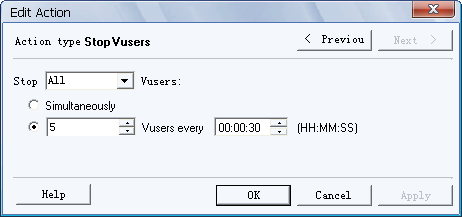 Edit Action
Action type Stop Vusers
< Previou
Next >
Stop All Vusers:
Simultaneously
5 Vusers every 00:00:30 (HH:MM:SS)
Help OK Cancel Apply